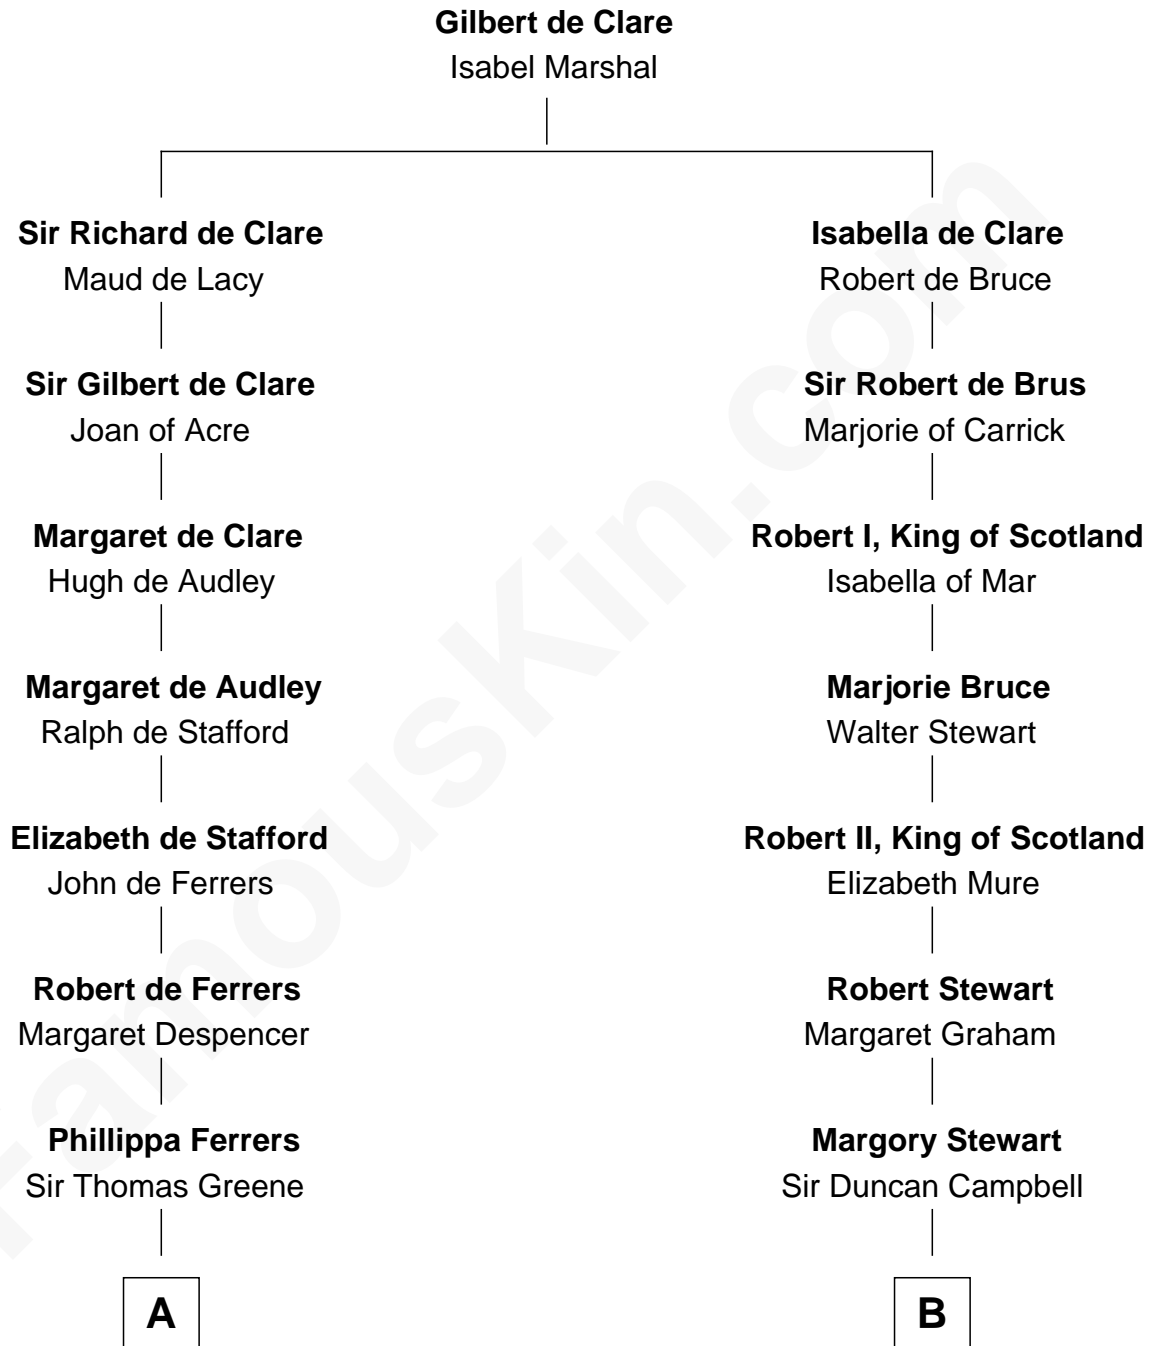 Gilbert de Clare
Isabel Marshal
Sir Richard de Clare
Maud de Lacy
Isabella de Clare
Robert de Bruce
Sir Gilbert de Clare
Joan of Acre
Sir Robert de Brus
Marjorie of Carrick
Margaret de Clare
Hugh de Audley
Robert I, King of Scotland
Isabella of Mar
Margaret de Audley
Ralph de Stafford
Marjorie Bruce
Walter Stewart
Elizabeth de Stafford
John de Ferrers
Robert II, King of Scotland
Elizabeth Mure
Robert de Ferrers
Margaret Despencer
Robert Stewart
Margaret Graham
Phillippa Ferrers
Sir Thomas Greene
Margory Stewart
Sir Duncan Campbell
A
B
FamousKin.com